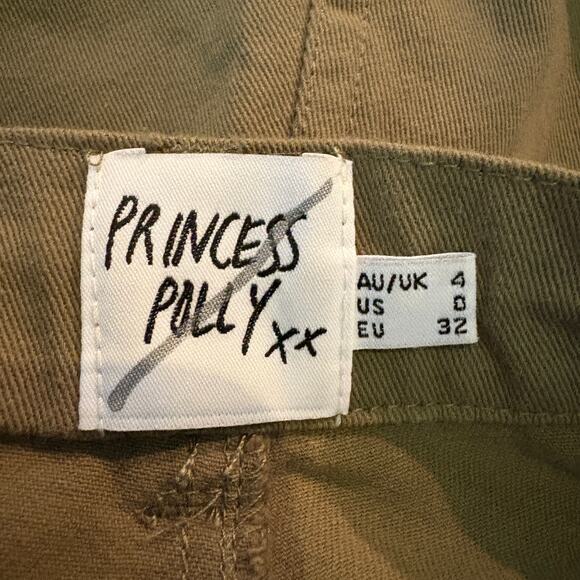 PRINCESS
POLLY
xx
AU/UK 4
US 0
EU 32